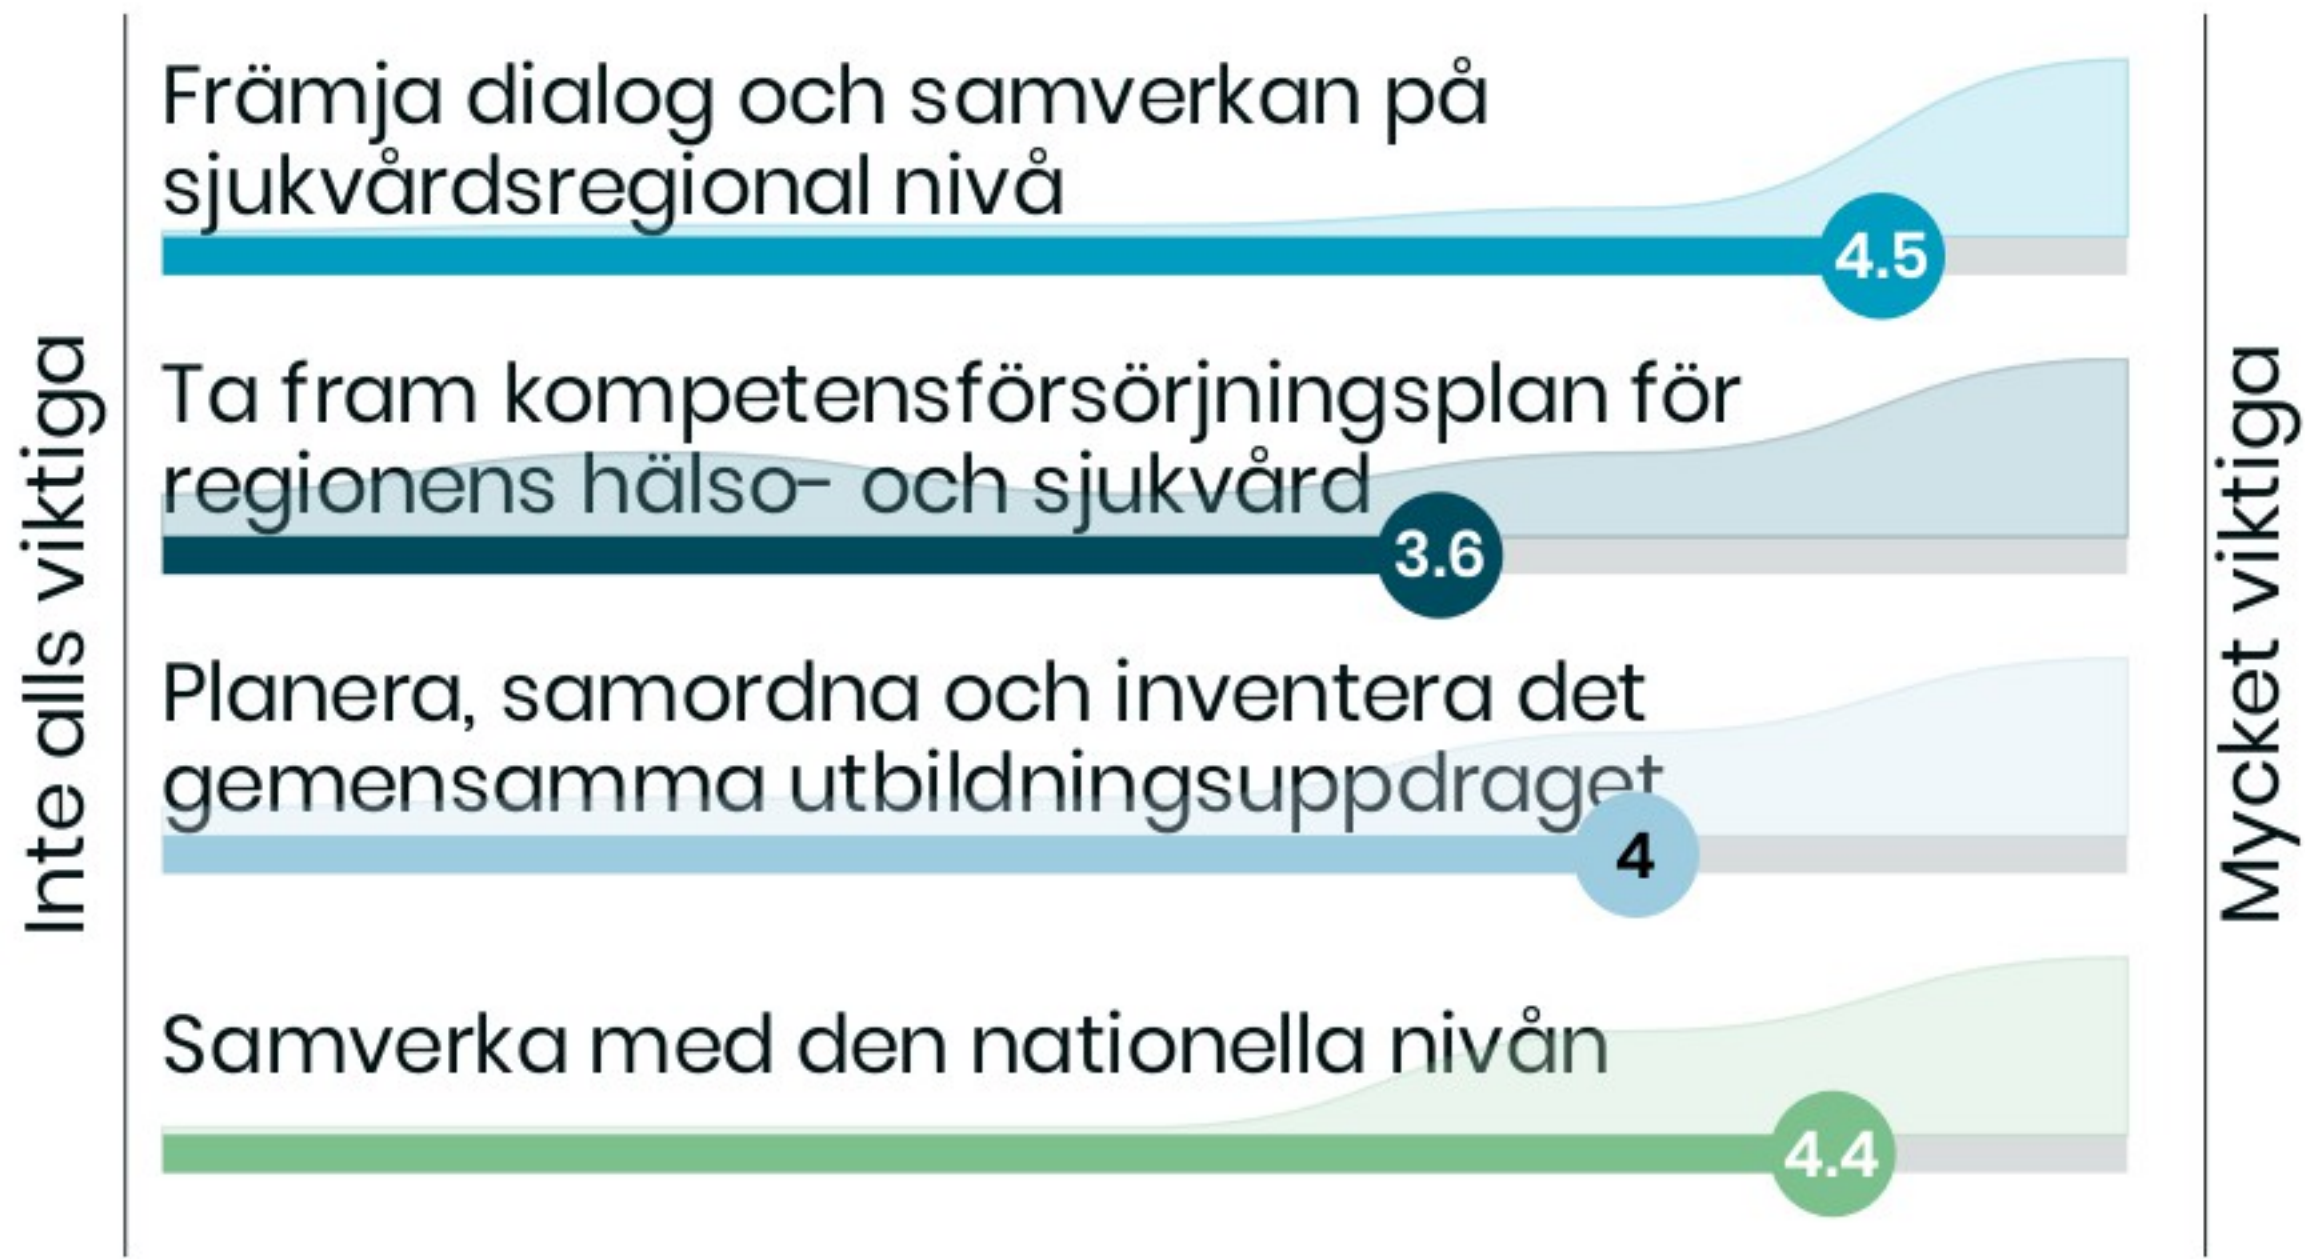 Inte alls viktiga
Främja dialog och samverkan på
sjukvårdsregional nivå
4.5
Ta fram kompetensförsörjningsplan för
regionens hälso- och sjukvård
3.6
Planera, samordna och inventera det
gemensamma utbildningsuppdraget
4
Samverka med den nationella nivån
4.4
Mycket viktiga